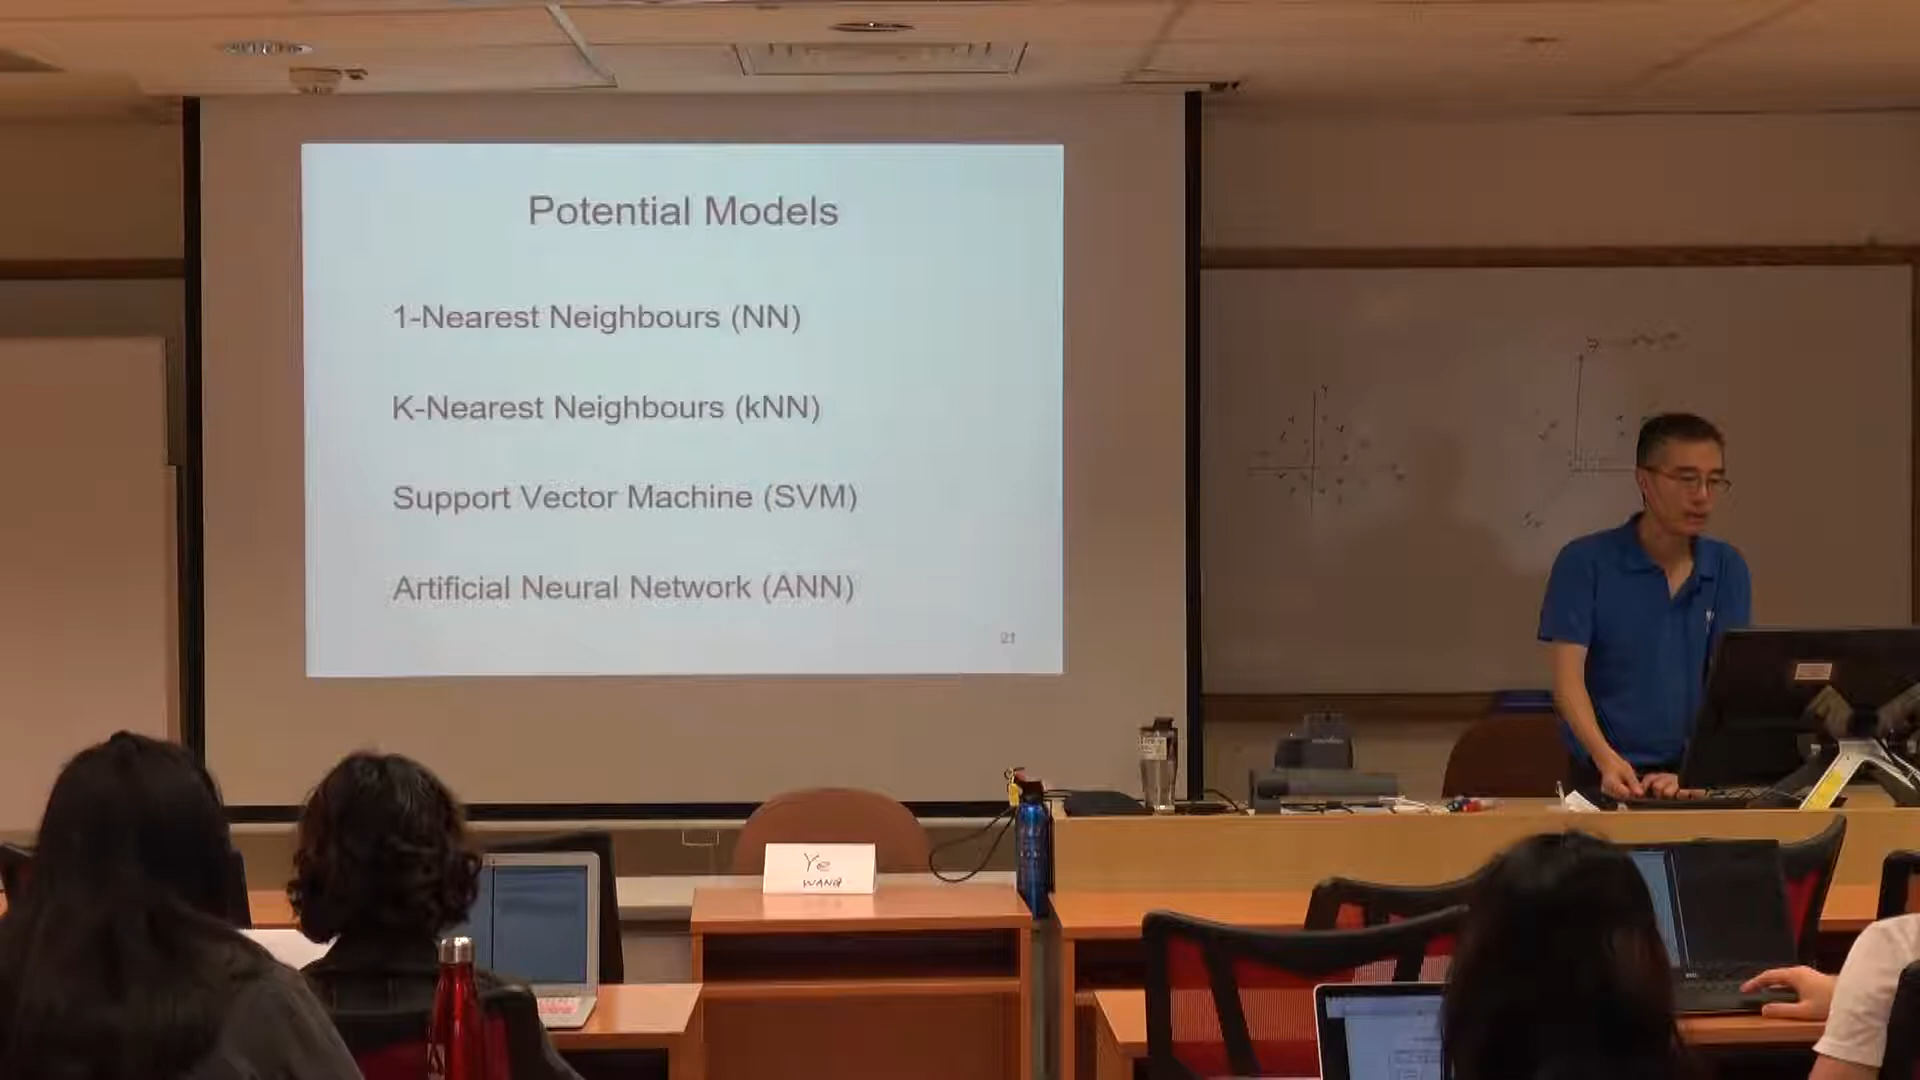 Potential Models
1-Nearest Neighbours (NN)
K-Nearest Neighbours (kNN)
Support Vector Machine (SVM)
Artificial Neural Network (ANN)
21
Ye
WANG